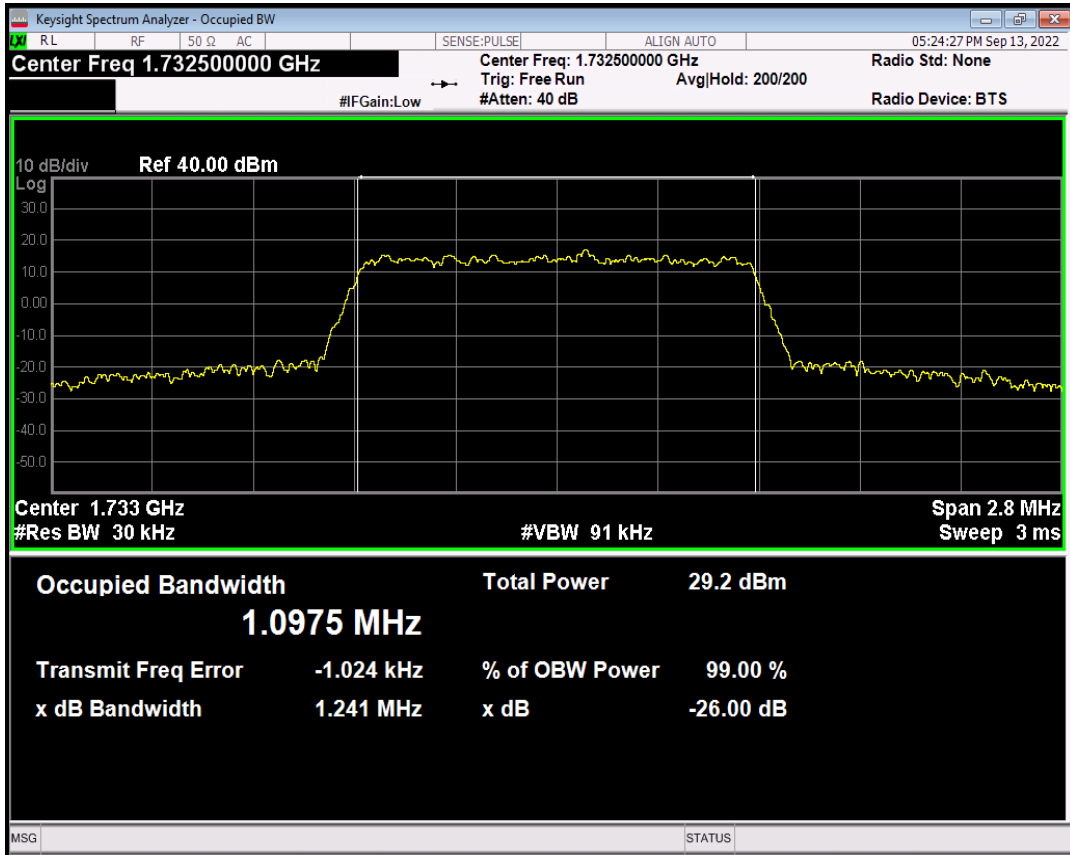 Keysight Spectrum Analyzer - Occupied BW
LXI RL RF 50 Ω AC SENSE:PULSE ALIGN AUTO 05:24:27 PM Sep 13, 2022
Center Freq 1.732500000 GHz Center Freq: 1.732500000 GHz Radio Std: None
Trig: Free Run Avg|Hold: 200/200
#IFGain:Low #Atten: 40 dB Radio Device: BTS
10 dB/div Ref 40.00 dBm
Log
30.0
20.0
10.0
0.00
-10.0
-20.0
-30.0
-40.0
-50.0
Center 1.733 GHz Span 2.8 MHz
#Res BW 30 kHz #VBW 91 kHz Sweep 3 ms
Occupied Bandwidth Total Power 29.2 dBm
1.0975 MHz
Transmit Freq Error -1.024 kHz % of OBW Power 99.00 %
x dB Bandwidth 1.241 MHz x dB -26.00 dB
MSG STATUS